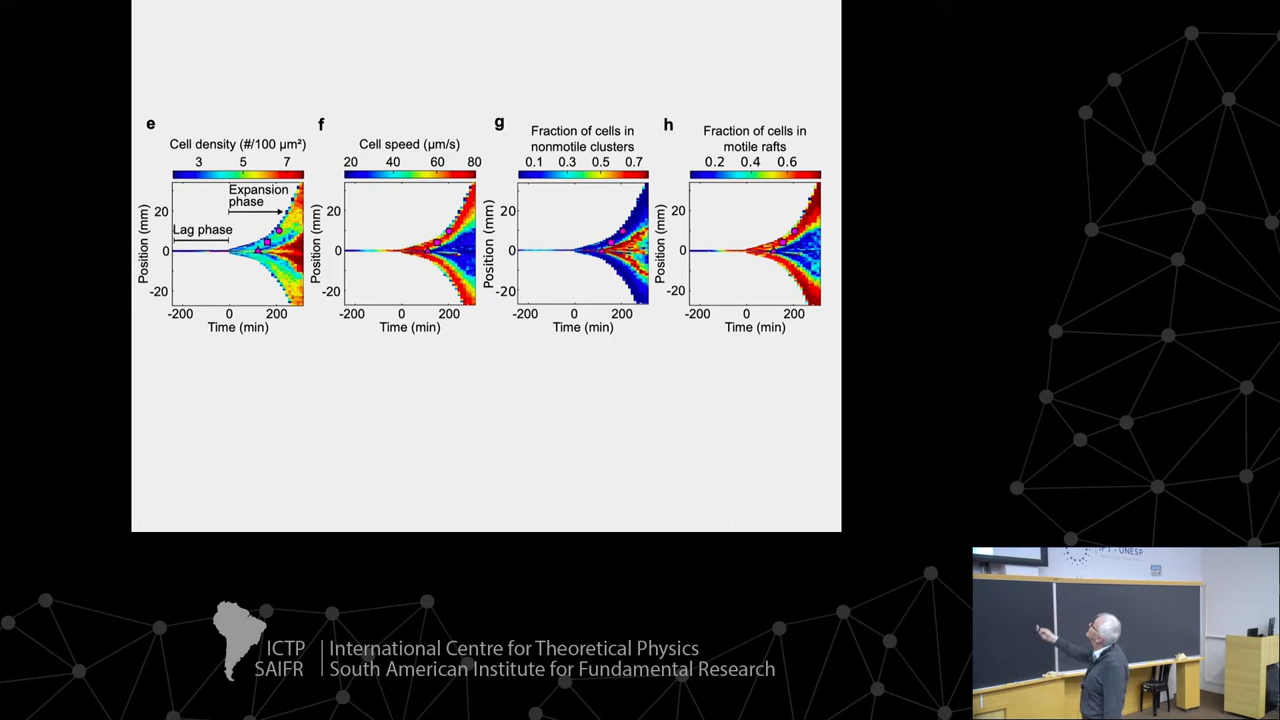 e
Cell density (#/100 µm²)
3 5 7
Expansion
phase
Lag phase
Position (mm)
20
0
-20
-200 0 200
Time (min)
f
Cell speed (µm/s)
20 40 60 80
Position (mm)
20
0
-20
-200 0 200
Time (min)
g
Fraction of cells in
nonmotile clusters
0.1 0.3 0.5 0.7
Position (mm)
20
0
-20
-200 0 200
Time (min)
h
Fraction of cells in
motile rafts
0.2 0.4 0.6
Position (mm)
20
0
-20
-200 0 200
Time (min)
IFT - UNESP
ICTP
SAIFR
International Centre for Theoretical Physics
South American Institute for Fundamental Research